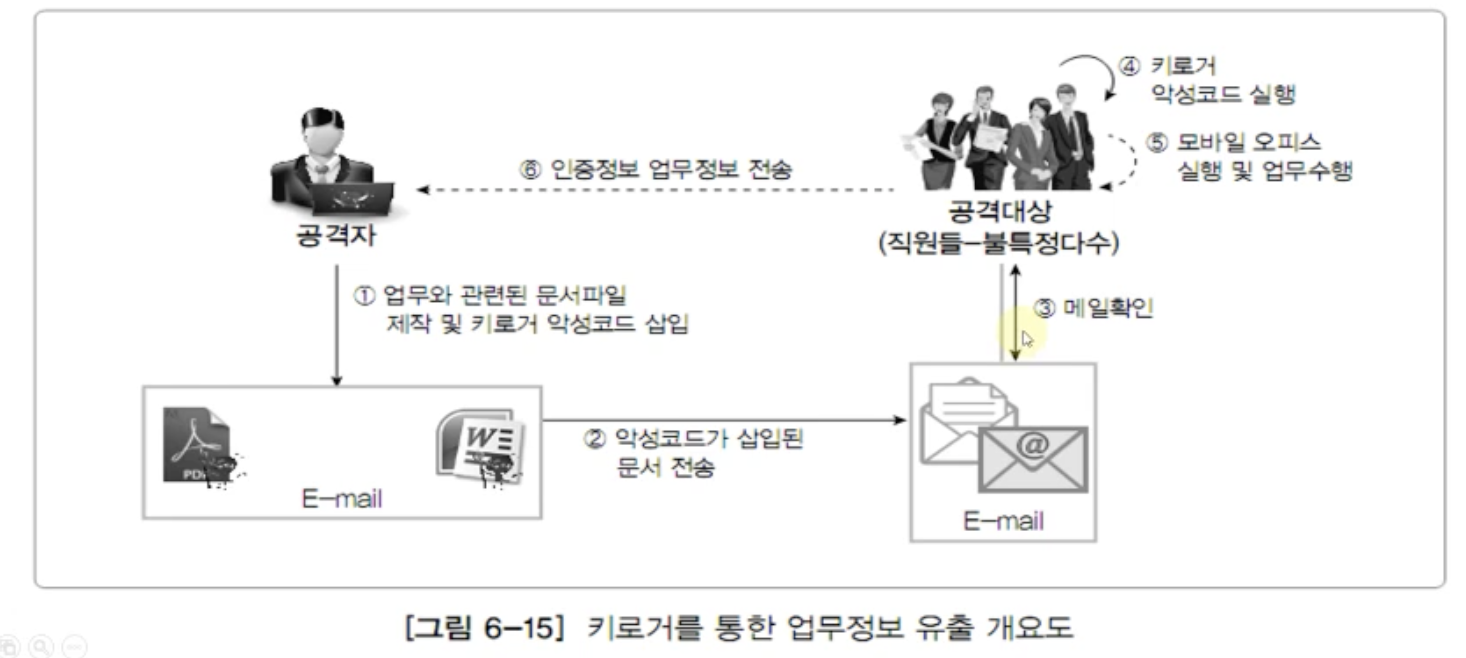 ④ 키로거
악성코드 실행
⑤ 모바일 오피스
실행 및 업무수행
⑥ 인증정보 업무정보 전송
공격자
공격대상
(직원들-불특정다수)
① 업무와 관련된 문서파일
제작 및 키로거 악성코드 삽입
③ 메일확인
PDF
W
E-mail
② 악성코드가 삽입된
문서 전송
@
E-mail
[그림 6-15] 키로거를 통한 업무정보 유출 개요도